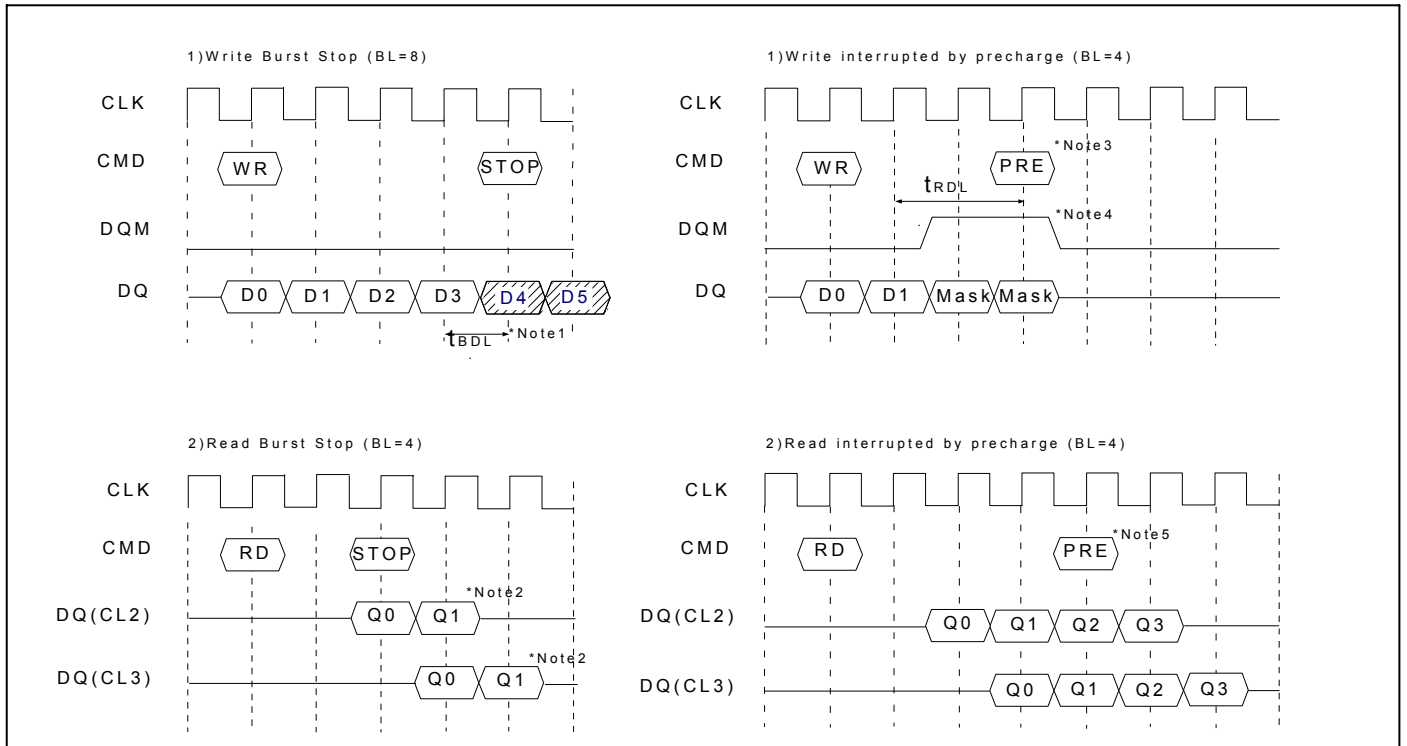 1)Write Burst Stop (BL=8)
CLK
CMD
WR
STOP
DQM
DQ
D0
D1
D2
D3
D4
D5
tBDL
*Note1
1)Write interrupted by precharge (BL=4)
CLK
CMD
WR
PRE
*Note3
tRDL
DQM
*Note4
DQ
D0
D1
Mask
Mask
2)Read Burst Stop (BL=4)
CLK
CMD
RD
STOP
DQ(CL2)
Q0
Q1
*Note2
DQ(CL3)
Q0
Q1
*Note2
2)Read interrupted by precharge (BL=4)
CLK
CMD
RD
PRE
*Note5
DQ(CL2)
Q0
Q1
Q2
Q3
DQ(CL3)
Q0
Q1
Q2
Q3